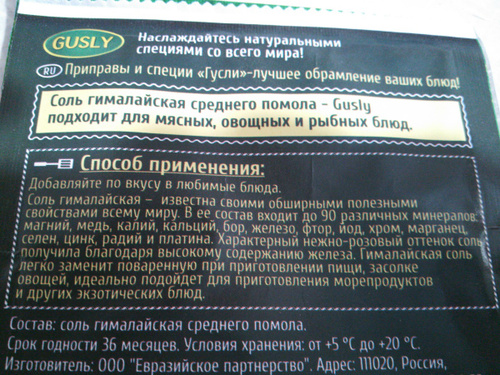 GUSLY
Наслаждайтесь натуральными
специями со всего мира!
RU Приправы и специи «Гусли»-лучшее обрамление ваших блюд!
Соль гималайская среднего помола - Gusly
подходит для мясных, овощных и рыбных блюд.
Способ применения:
Добавляйте по вкусу в любимые блюда.
Соль гималайская – известна своими обширными полезными
свойствами всему миру. В ее состав входит до 90 различных минералов:
магний, медь, калий, кальций, бор, железо, фтор, йод, хром, марганец,
селен, цинк, радий и платина. Характерный нежно-розовый оттенок соль
получила благодаря высокому содержанию железа. Гималайская соль
легко заменит поваренную при приготовлении пищи, засолке
овощей, идеально подойдет для приготовления морепродуктов
и других экзотических блюд.
Состав: соль гималайская среднего помола.
Срок годности 36 месяцев. Условия хранения: от +5 °С до +20 °С.
Изготовитель: ООО "Евразийское партнерство". Адрес: 111020, Россия,